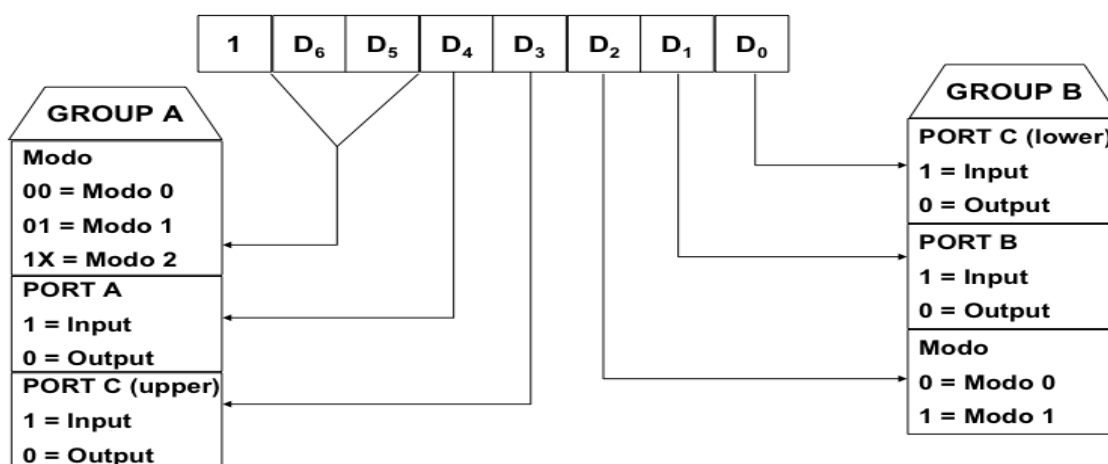 1 D₆ D₅ D₄ D₃ D₂ D₁ D₀
GROUP A
Modo
00 = Modo 0
01 = Modo 1
1X = Modo 2
PORT A
1 = Input
0 = Output
PORT C (upper)
1 = Input
0 = Output
GROUP B
PORT C (lower)
1 = Input
0 = Output
PORT B
1 = Input
0 = Output
Modo
0 = Modo 0
1 = Modo 1